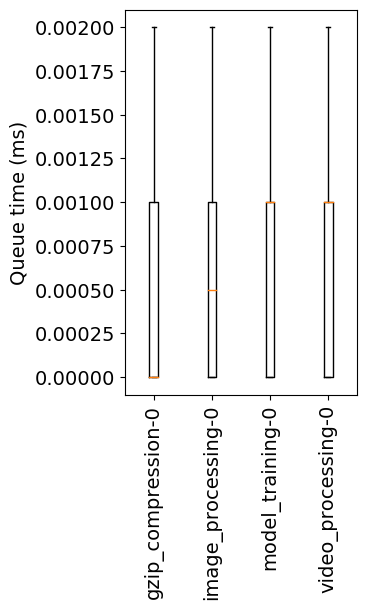 Queue time (ms)
0.00200
0.00175
0.00150
0.00125
0.00100
0.00075
0.00050
0.00025
0.00000
gzip_compression-0
image_processing-0
model_training-0
video_processing-0